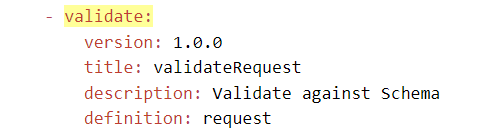 - validate:
version: 1.0.0
title: validateRequest
description: Validate against Schema
definition: request